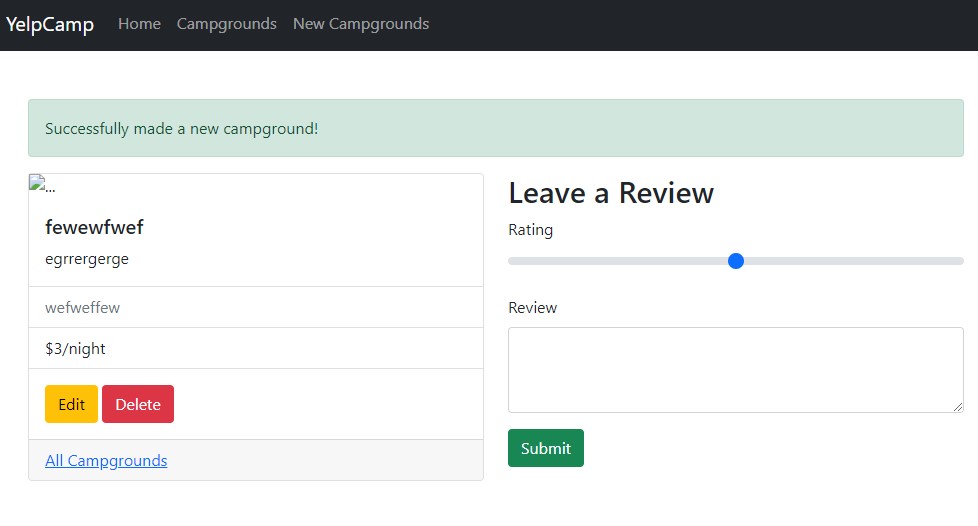 YelpCamp Home Campgrounds New Campgrounds
Successfully made a new campground!
...
fewewfwef
egrrergerge
wefweffew
$3/night
Edit Delete
All Campgrounds
Leave a Review
Rating
Review
Submit